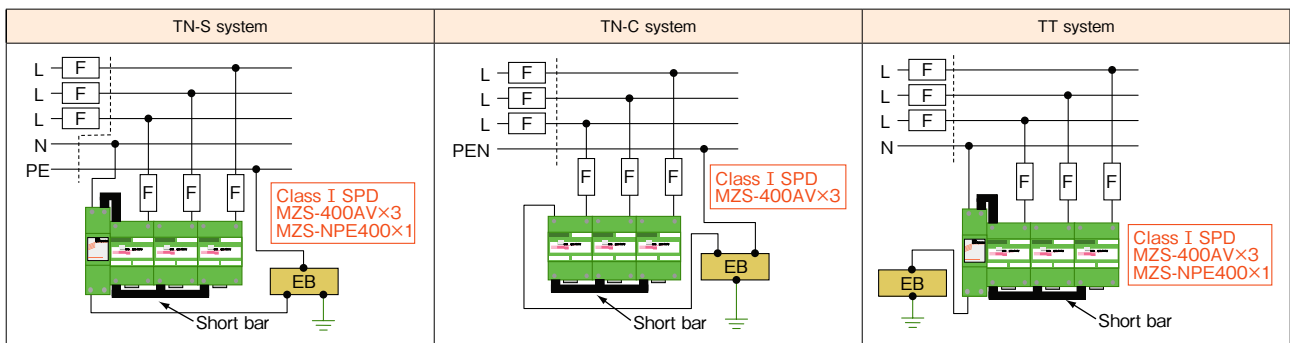 TN-S system
L F
L F
L F
N
PE
F F F
Class I SPD
MZS-400AV×3
MZS-NPE400×1
EB
Short bar
TN-C system
L F
L F
L F
PEN
F F F
Class I SPD
MZS-400AV×3
EB
Short bar
TT system
L F
L F
L F
N
F F F
Class I SPD
MZS-400AV×3
MZS-NPE400×1
EB
Short bar